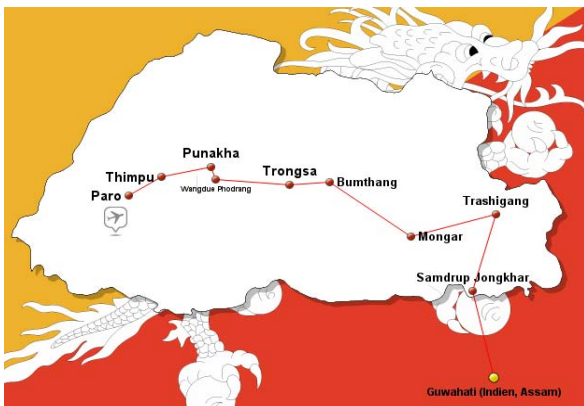 Punakha
Thimpu
Wangdue Phodrang
Trongsa
Bumthang
Paro
Trashigang
Mongar
Samdrup Jongkhar
Guwahati (Indien, Assam)